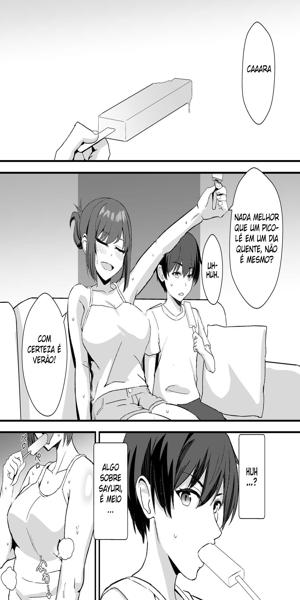 CAAARA
NADA MELHOR
QUE UM PICO-
LÉ EM UM DIA
QUENTE, NÃO
É MESMO?
UH-
HUH.
COM
CERTEZA É
VERÃO!
HUH
...?
ALGO
SOBRE
SAYURI,
É MEIO
...